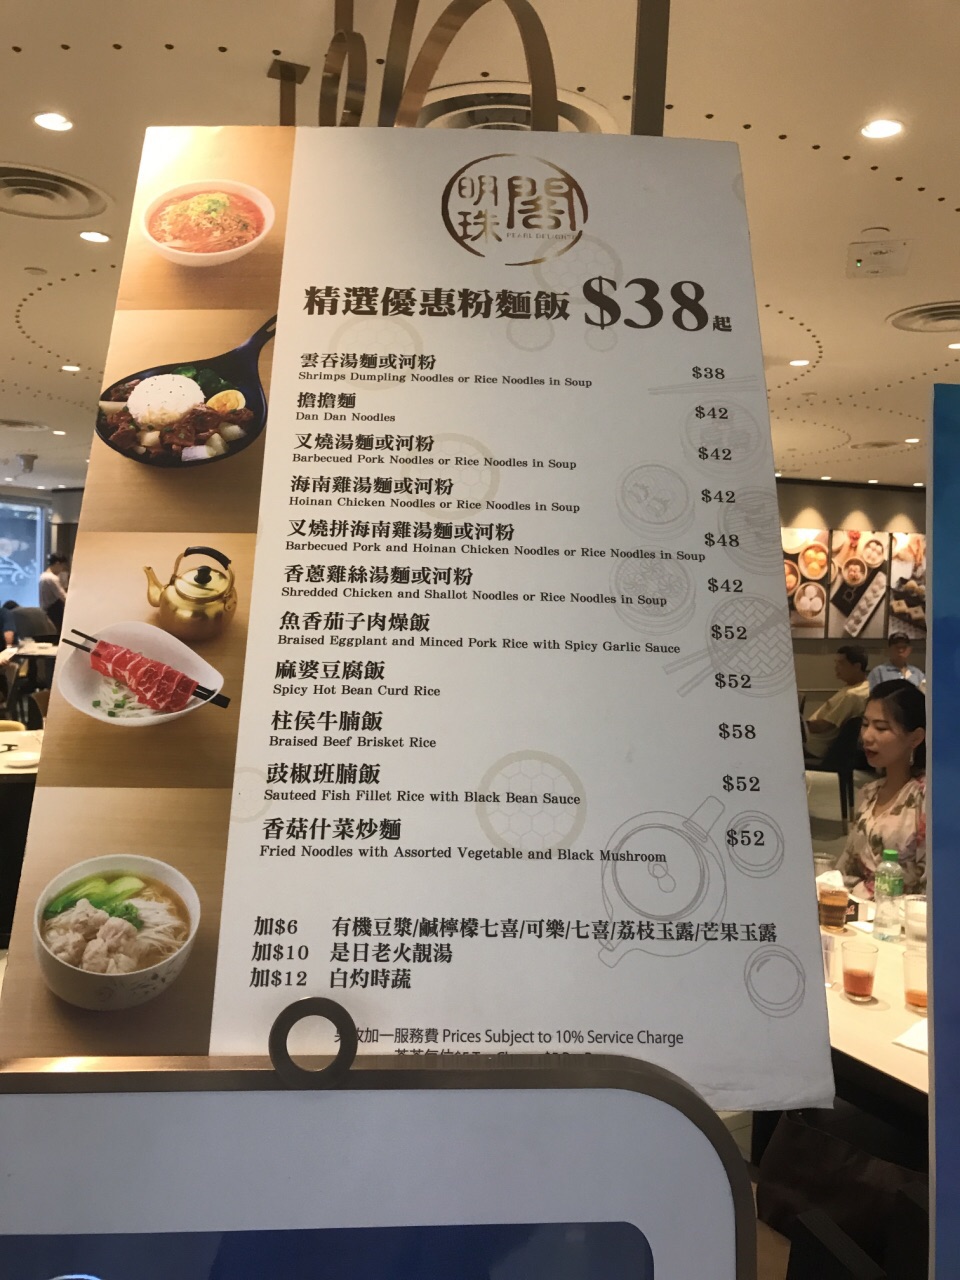 明珠閣
PEARL DELIGHTS
精選優惠粉麵飯 $38起
雲吞湯麵或河粉 $38
Shrimps Dumpling Noodles or Rice Noodles in Soup
擔擔麵 $42
Dan Dan Noodles
叉燒湯麵或河粉 $42
Barbecued Pork Noodles or Rice Noodles in Soup
海南雞湯麵或河粉 $42
Hoinan Chicken Noodles or Rice Noodles in Soup
叉燒拼海南雞湯麵或河粉 $48
Barbecued Pork and Hoinan Chicken Noodles or Rice Noodles in Soup
香蔥雞絲湯麵或河粉 $42
Shredded Chicken and Shallot Noodles or Rice Noodles in Soup
魚香茄子肉燥飯 $52
Braised Eggplant and Minced Pork Rice with Spicy Garlic Sauce
麻婆豆腐飯 $52
Spicy Hot Bean Curd Rice
柱侯牛腩飯 $58
Braised Beef Brisket Rice
豉椒班腩飯 $52
Sauteed Fish Fillet Rice with Black Bean Sauce
香菇什菜炒麵 $52
Fried Noodles with Assorted Vegetable and Black Mushroom
加$6 有機豆漿/鹹檸檬七喜/可樂/七喜/荔枝玉露/芒果玉露
加$10 是日老火靚湯
加$12 白灼時蔬
收加一服務費 Prices Subject to 10% Service Charge